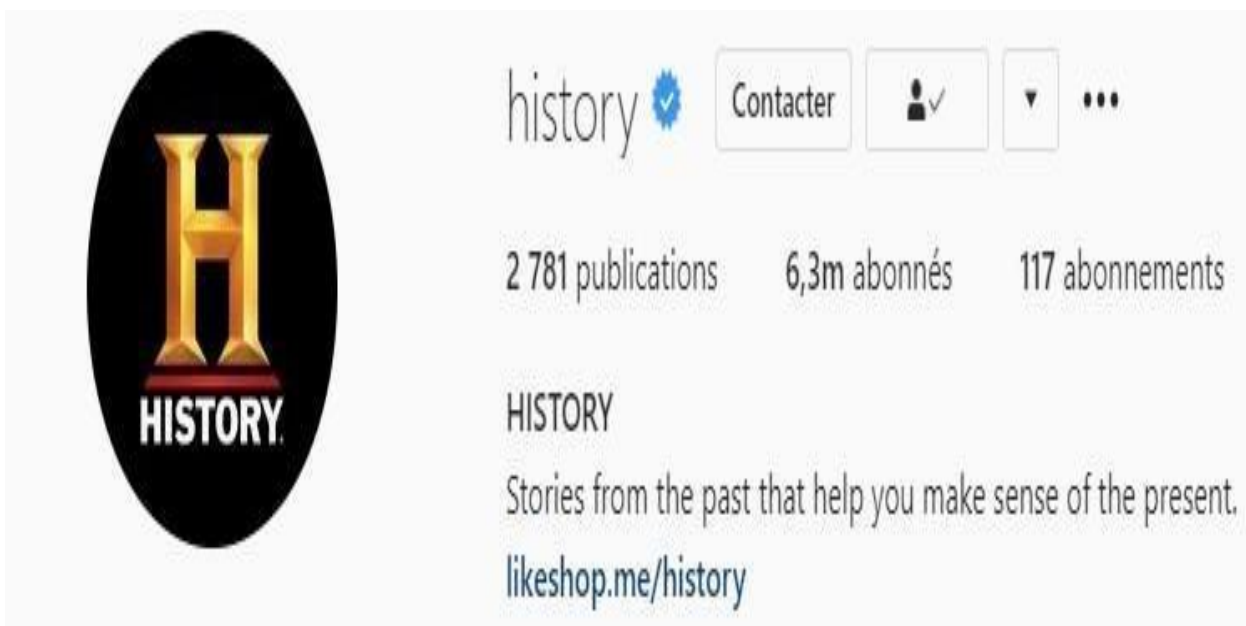 H
HISTORY
history Contacter
2 781 publications 6,3m abonnés 117 abonnements
HISTORY
Stories from the past that help you make sense of the present.
likeshop.me/history